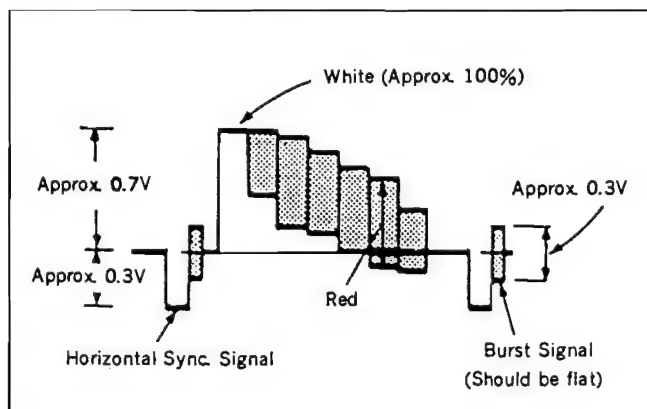 White (Approx. 100%)
Approx. 0.7V
Approx. 0.3V
Approx. 0.3V
Red
Horizontal Sync. Signal
Burst Signal
(Should be flat)